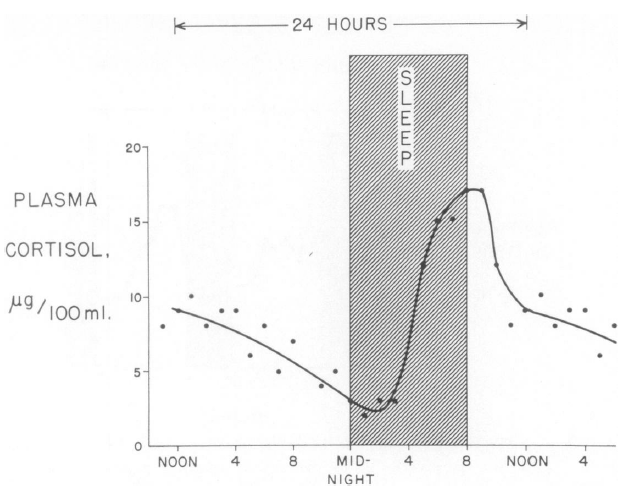 24 HOURS
SLEEP
20
15
10
5
0
PLASMA
CORTISOL,
μg/100 ml.
NOON 4 8 MID-NIGHT 4 8 NOON 4